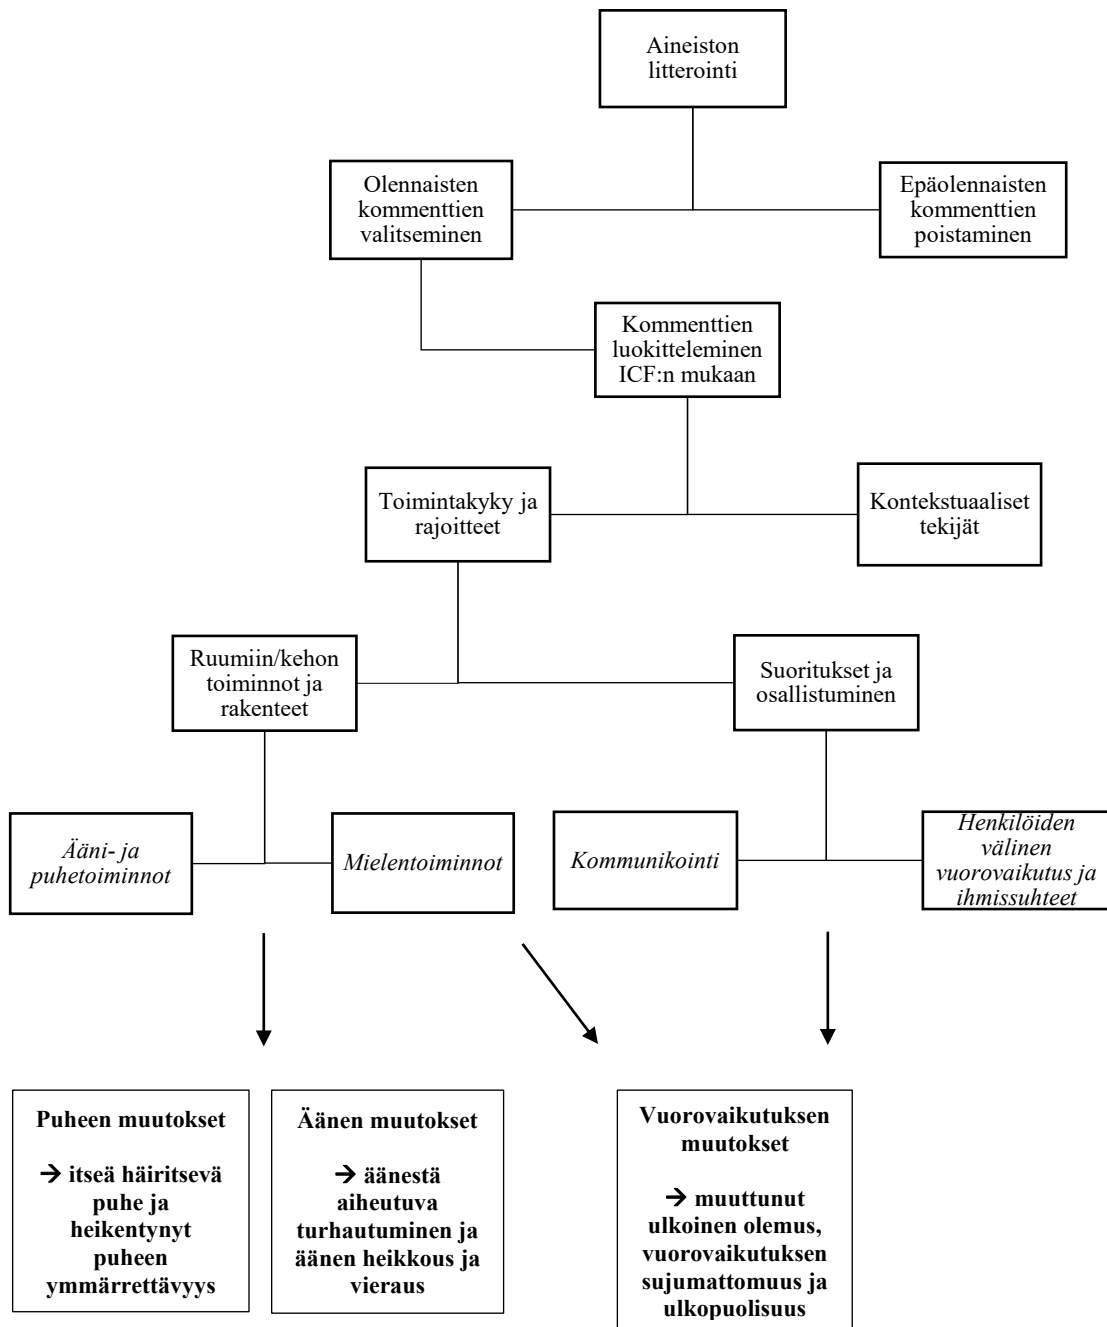 Aineiston
litterointi
Olennaisten
kommenttien
valitseminen
Epäolennaisten
kommenttien
poistaminen
Kommenttien
luokitteleminen
ICF:n mukaan
Toimintakyky ja
rajoitteet
Kontekstuaaliset
tekijät
Ruumiin/kehon
toiminnot ja
rakenteet
Suoritukset ja
osallistuminen
Ääni- ja
puhetoiminnot
Mielentoiminnot
Kommunikointi
Henkilöiden
välinen
vuorovaikutus ja
ihmissuhteet
Puheen muutokset
→ itseä häiritsevä
puhe ja
heikentynyt
puheen
ymmärrettävyys
Äänen muutokset
→ äänestä
aiheutuva
turhautuminen ja
äänen heikkous ja
vieraus
Vuorovaikutuksen
muutokset
→ muuttunut
ulkoinen olemus,
vuorovaikutuksen
sujumattomuus ja
ulkopuolisuus